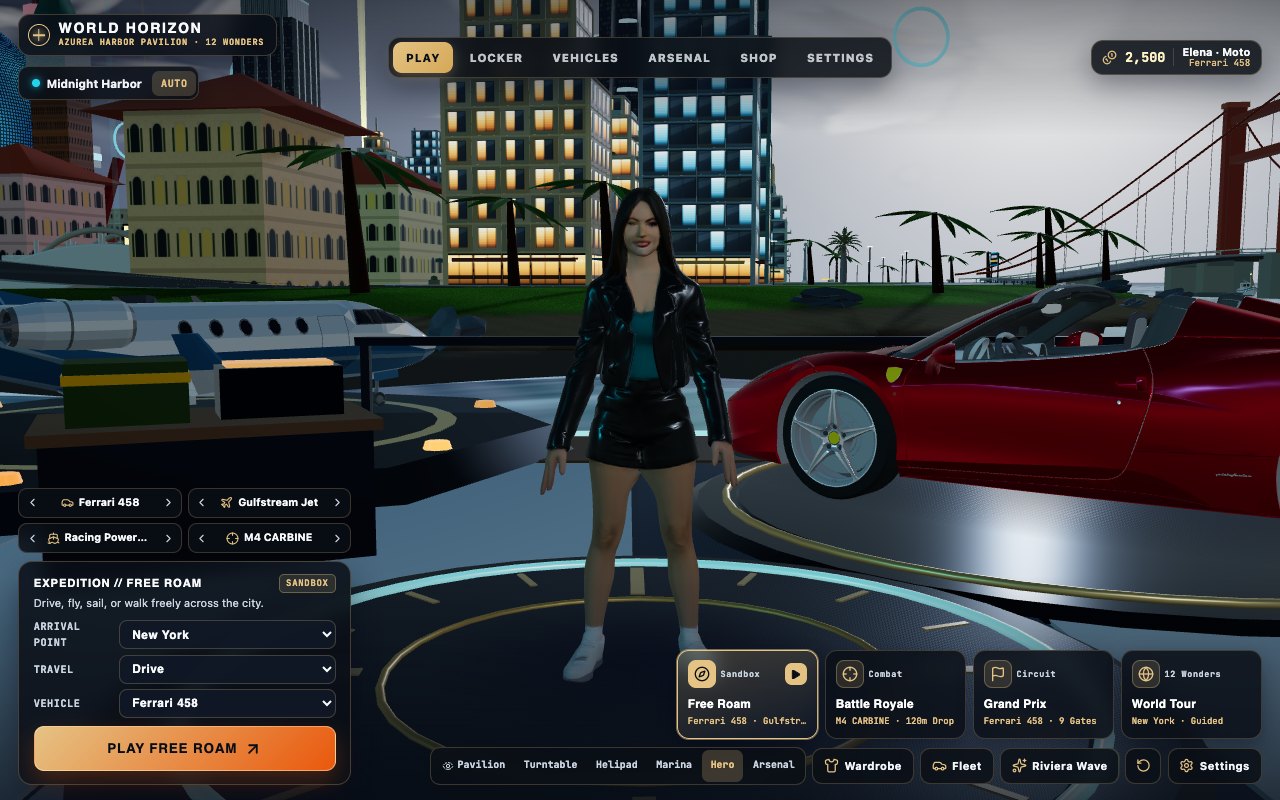 WORLD HORIZON
AZUREA HARBOR PAVILION · 12 WONDERS
Midnight Harbor AUTO
PLAY LOCKER VEHICLES ARSENAL SHOP SETTINGS
2,500
Elena · Moto
Ferrari 458
Ferrari 458
Gulfstream Jet
Racing Power...
M4 CARBINE
EXPEDITION // FREE ROAM
SANDBOX
Drive, fly, sail, or walk freely across the city.
ARRIVAL
POINT
New York
TRAVEL
Drive
VEHICLE
Ferrari 458
PLAY FREE ROAM
Sandbox
Free Roam
Ferrari 458 · Gulfstr…
Combat
Battle Royale
M4 CARBINE · 120m Drop
Circuit
Grand Prix
Ferrari 458 · 9 Gates
12 Wonders
World Tour
New York · Guided
Pavilion Turntable Helipad Marina Hero Arsenal
Wardrobe
Fleet
Riviera Wave
Settings